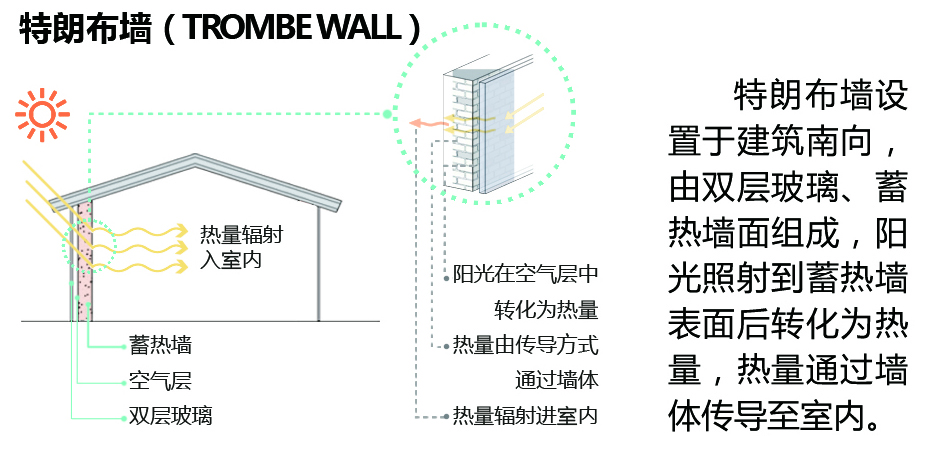 特朗布墙（TROMBE WALL）
热量辐射
入室内
蓄热墙
空气层
双层玻璃
阳光在空气层中
转化为热量
热量由传导方式
通过墙体
热量辐射进室内
特朗布墙设
置于建筑南向，
由双层玻璃、蓄
热墙面组成，阳
光照射到蓄热墙
表面后转化为热
量，热量通过墙
体传导至室内。